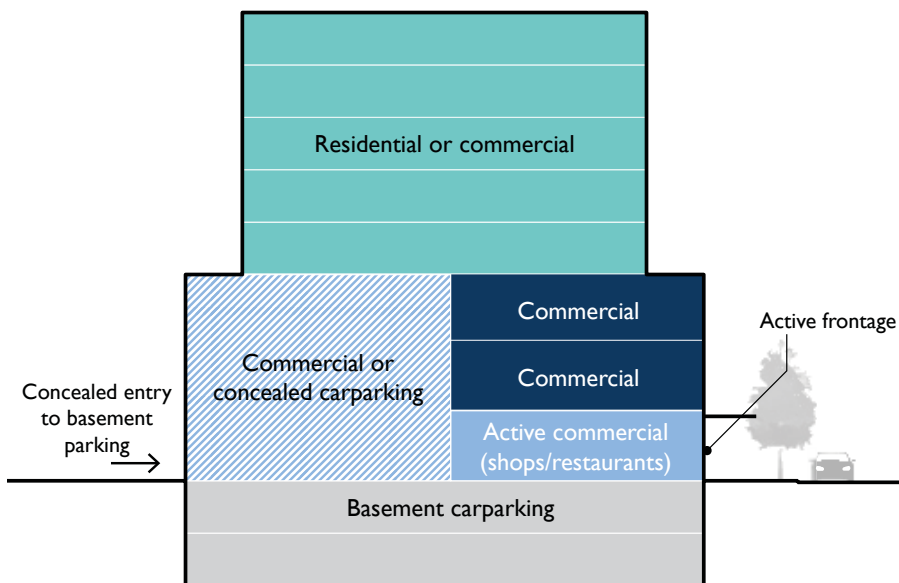 Residential or commercial
Commercial
Active frontage
Commercial or
concealed carparking
Commercial
Concealed entry
to basement
parking
Active commercial
(shops/restaurants)
Basement carparking